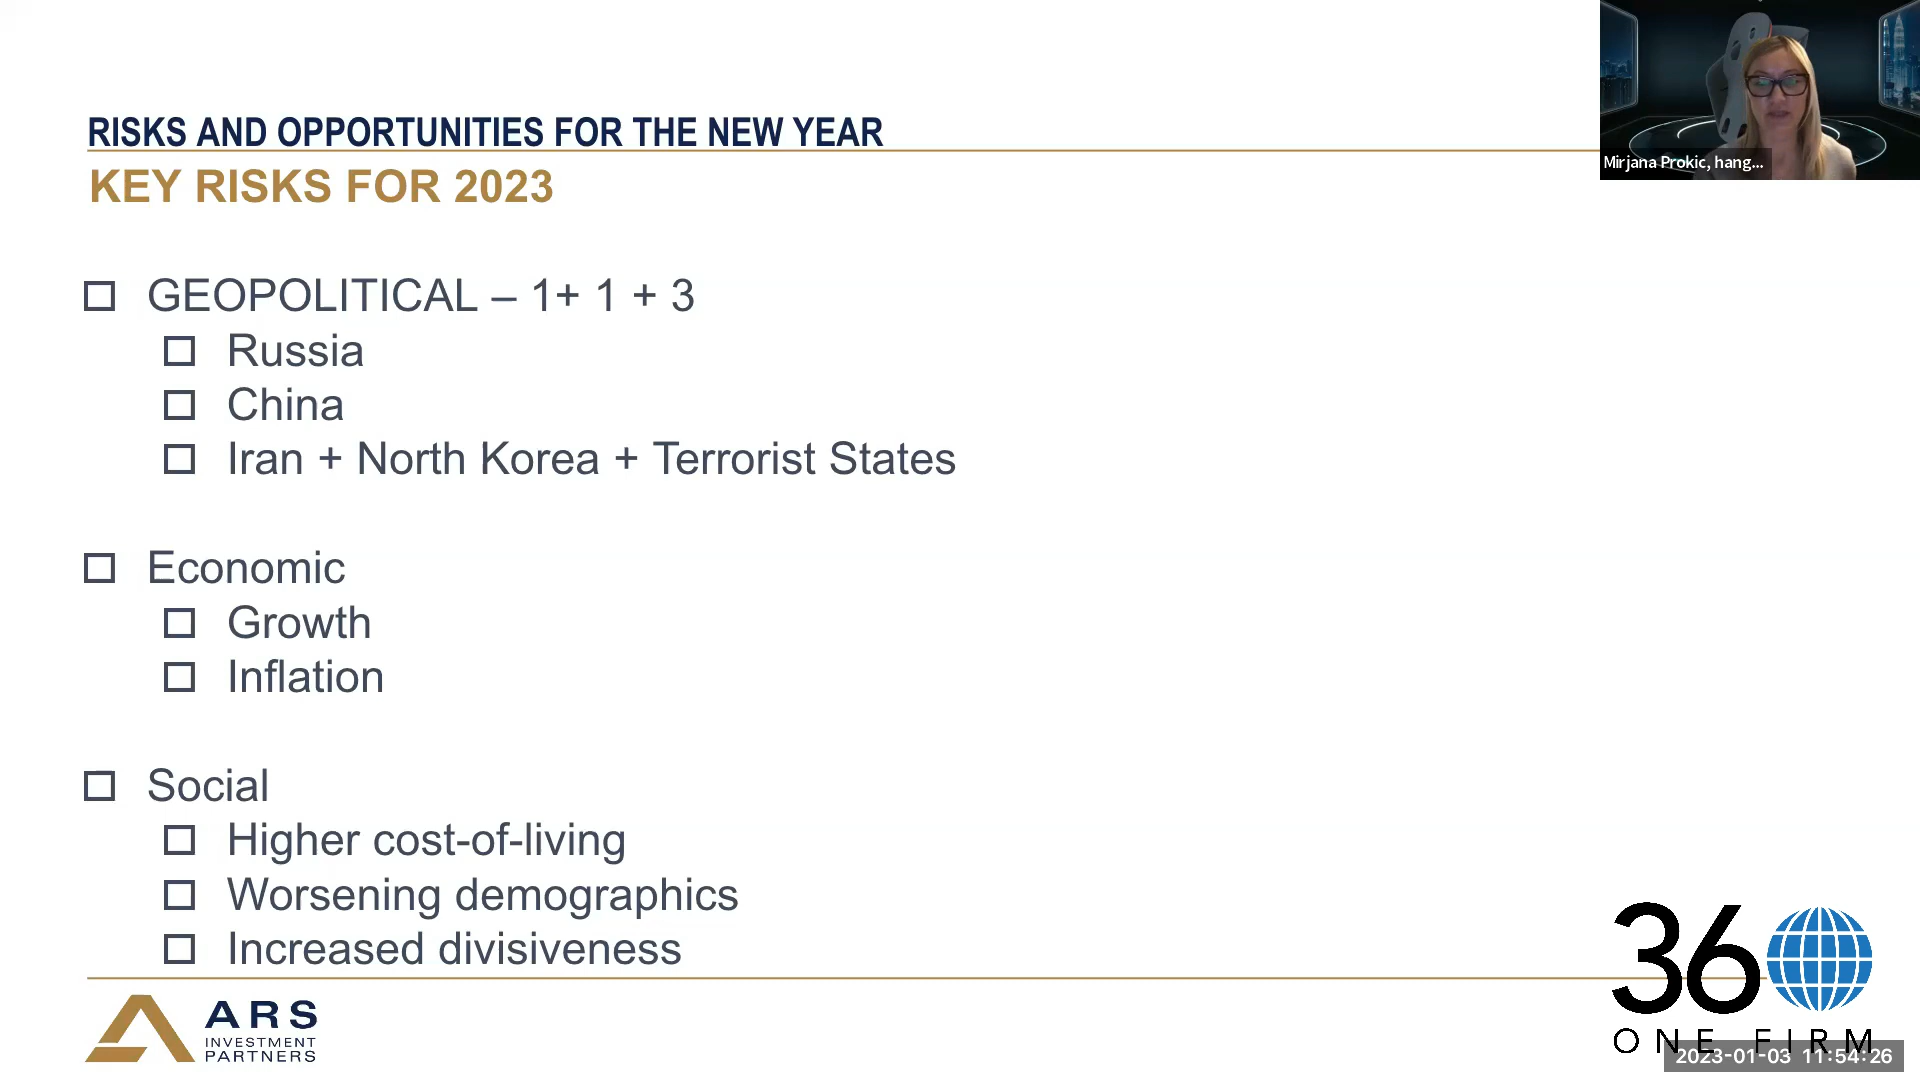 RISKS AND OPPORTUNITIES FOR THE NEW YEAR
KEY RISKS FOR 2023
Mirjana Prokic, hang...
GEOPOLITICAL – 1+ 1 + 3
Russia
China
Iran + North Korea + Terrorist States
Economic
Growth
Inflation
Social
Higher cost-of-living
Worsening demographics
Increased divisiveness
ARS
INVESTMENT
PARTNERS
360
ONE FIRM
2023-01-03 11:54:26